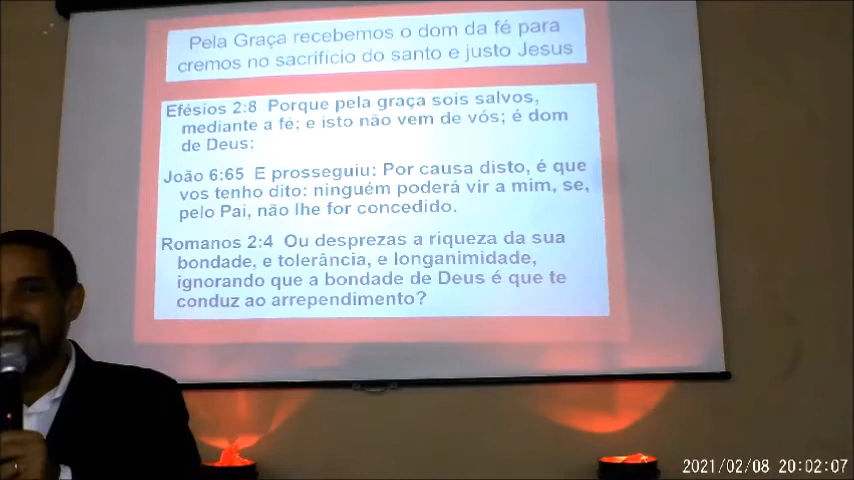 Pela Graça recebemos o dom da fé para
cremos no sacrifício do santo e justo Jesus
Efésios 2:8 Porque pela graça sois salvos,
mediante a fé; e isto não vem de vós; é dom
de Deus;
João 6:65 E prosseguiu: Por causa disto, é que
vos tenho dito: ninguém poderá vir a mim, se,
pelo Pai, não lhe for concedido.
Romanos 2:4 Ou desprezas a riqueza da sua
bondade, e tolerância, e longanimidade,
ignorando que a bondade de Deus é que te
conduz ao arrependimento?
2021/02/08 20:02:07